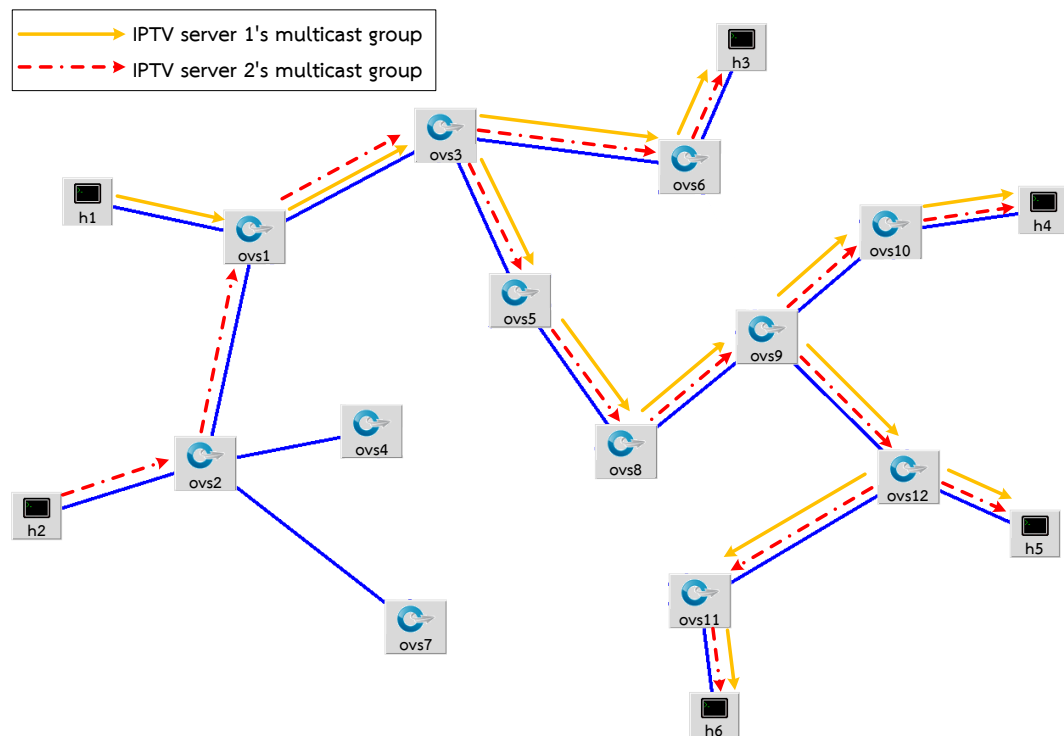 IPTV server 1's multicast group
IPTV server 2's multicast group
h3
ovs3
ovs6
h1
ovs1
h4
ovs10
ovs5
ovs9
ovs4
ovs2
ovs8
ovs12
h2
h5
ovs11
ovs7
h6